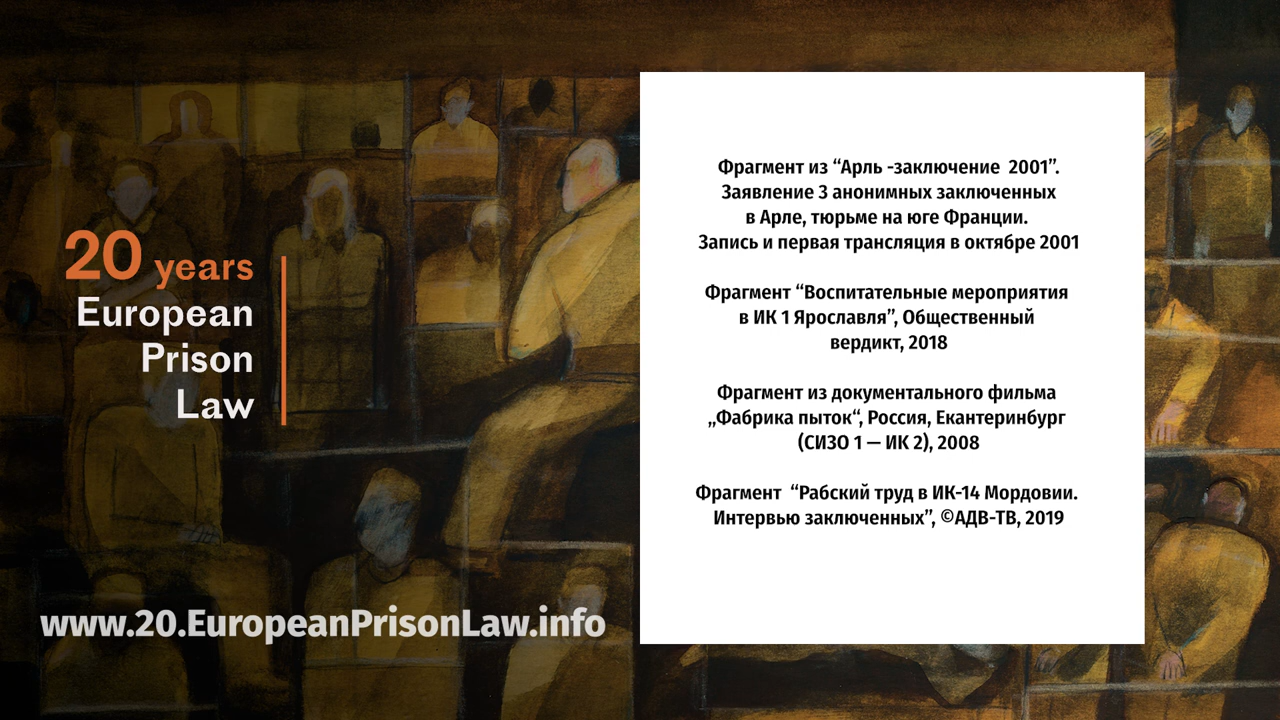 20 years
European
Prison
Law
www.20.EuropeanPrisonLaw.info
Фрагмент из “Арль -заключение 2001”.
Заявление 3 анонимных заключенных
в Арле, тюрьме на юге Франции.
Запись и первая трансляция в октябре 2001
Фрагмент “Воспитательные мероприятия
в ИК 1 Ярославля”, Общественный
вердикт, 2018
Фрагмент из документального фильма
„Фабрика пыток“, Россия, Екантеринбург
(СИЗО 1 — ИК 2), 2008
Фрагмент “Рабский труд в ИК-14 Мордовии.
Интервью заключенных”, ©АДВ-ТВ, 2019